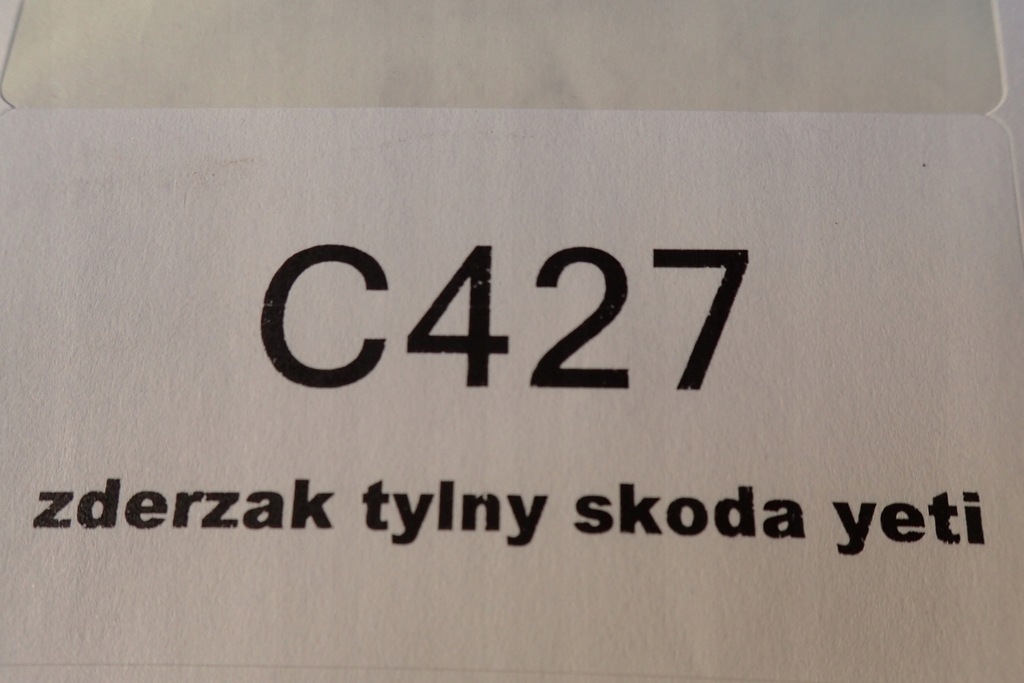 C427
zderzak tylny skoda yeti